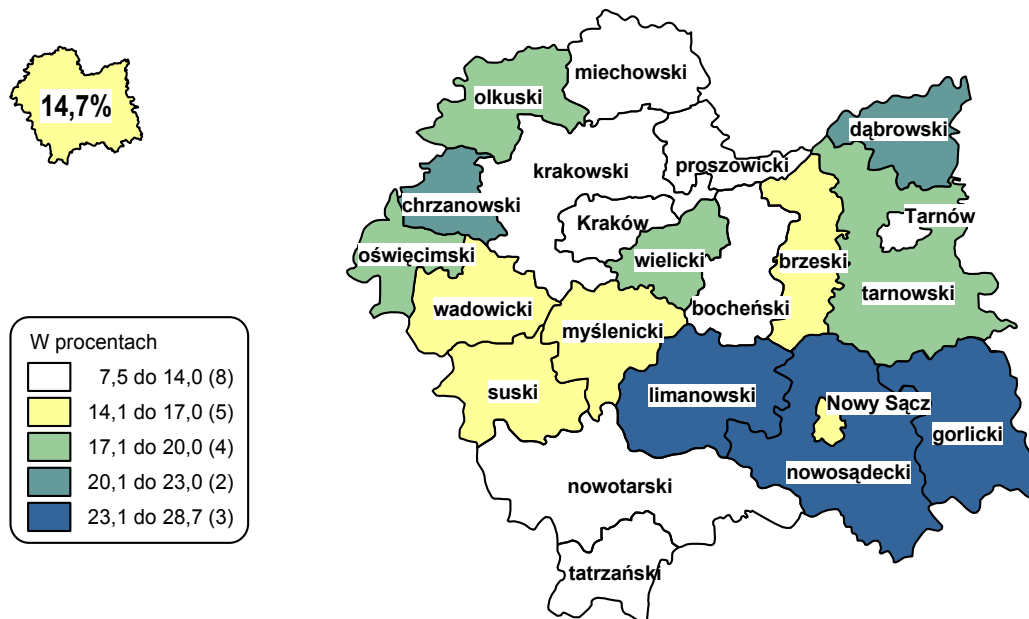 14,7%
miechowski
olkuski
dąbrowski
proszowicki
krakowski
chrzanowski
Kraków
Tarnów
oświęcimski
wielicki
brzeski
tarnowski
wadowicki
bocheński
myślenicki
suski
limanowski
Nowy Sącz
gorlicki
nowosądecki
nowotarski
tatrzański
W procentach
7,5 do 14,0 (8)
14,1 do 17,0 (5)
17,1 do 20,0 (4)
20,1 do 23,0 (2)
23,1 do 28,7 (3)